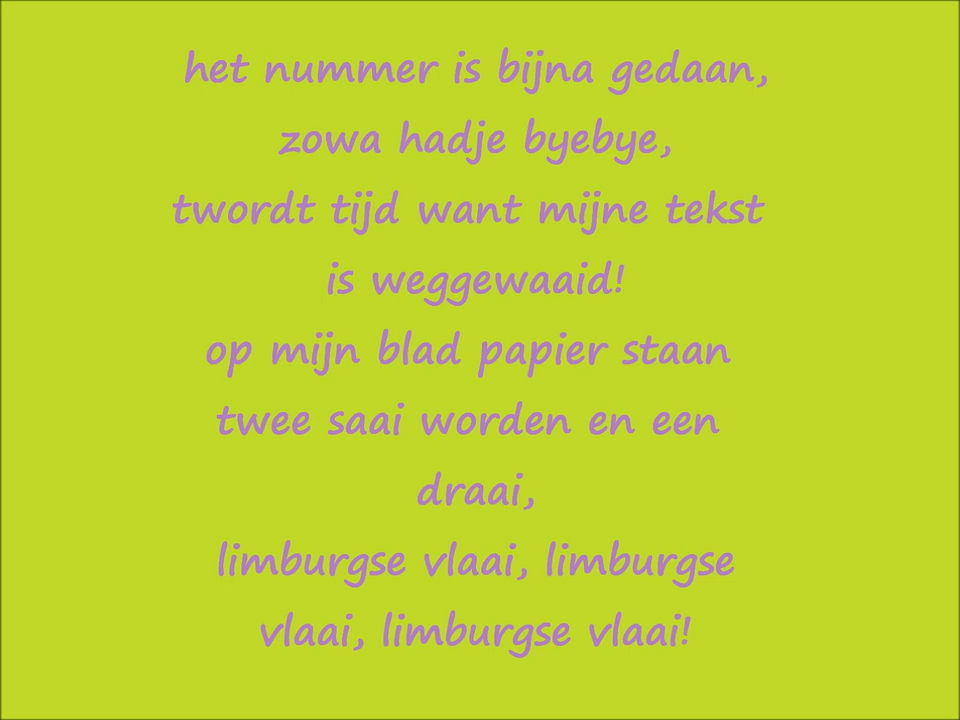 het nummer is bijna gedaan,
zowa hadje byebye,
twordt tijd want mijne tekst
is weggewaaid!
op mijn blad papier staan
twee saai worden en een
draai,
limburgse vlaai, limburgse
vlaai, limburgse vlaai!